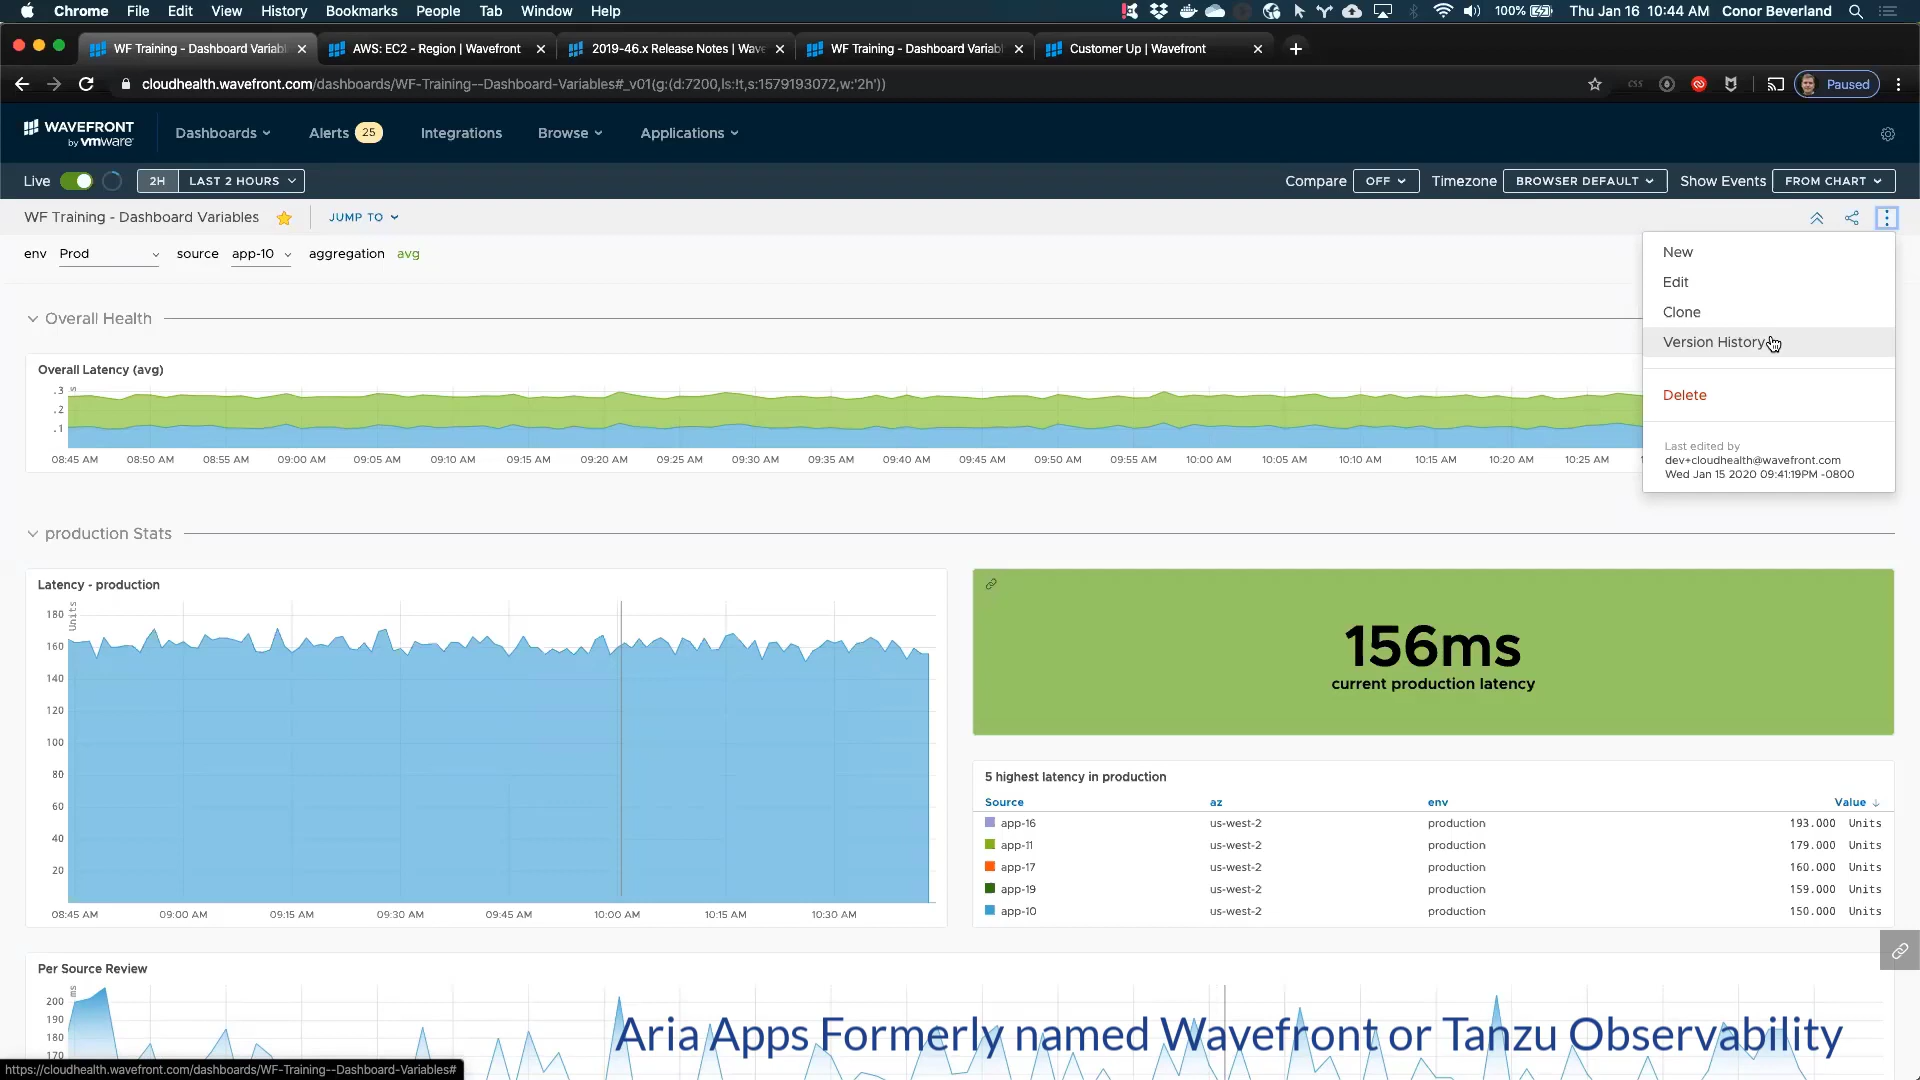 Chrome File Edit View History Bookmarks People Tab Window Help 100% Thu Jan 16 10:44 AM Conor Beverland
WF Training - Dashboard Variabl AWS: EC2 - Region | Wavefront 2019-46.x Release Notes | Wave WF Training - Dashboard Variabl Customer Up | Wavefront
cloudhealth.wavefront.com/dashboards/WF-Training--Dashboard-Variables#_v01(g:(d:7200,ls:!t,s:1579193072,w:'2h')) css Paused
WAVEFRONT
by vmware
Dashboards Alerts 25 Integrations Browse Applications
Live 2H LAST 2 HOURS Compare OFF Timezone BROWSER DEFAULT Show Events FROM CHART
WF Training - Dashboard Variables JUMP TO
env Prod source app-10 aggregation avg
New
Edit
Clone
Version History
Delete
Last edited by
dev+cloudhealth@wavefront.com
Wed Jan 15 2020 09:41:19PM -0800
Overall Health
Overall Latency (avg)
.3 s
.2
.1
08:45 AM 08:50 AM 08:55 AM 09:00 AM 09:05 AM 09:10 AM 09:15 AM 09:20 AM 09:25 AM 09:30 AM 09:35 AM 09:40 AM 09:45 AM 09:50 AM 09:55 AM 10:00 AM 10:05 AM 10:10 AM 10:15 AM 10:20 AM 10:25 AM
production Stats
Latency - production
Units
180
160
140
120
100
80
60
40
20
08:45 AM 09:00 AM 09:15 AM 09:30 AM 09:45 AM 10:00 AM 10:15 AM 10:30 AM
156ms
current production latency
5 highest latency in production
Source az env Value
app-16 us-west-2 production 193.000 Units
app-11 us-west-2 production 179.000 Units
app-17 us-west-2 production 160.000 Units
app-19 us-west-2 production 159.000 Units
app-10 us-west-2 production 150.000 Units
Per Source Review
ms
200
190
180
170
Aria Apps Formerly named Wavefront or Tanzu Observability
https://cloudhealth.wavefront.com/dashboards/WF-Training--Dashboard-Variables#